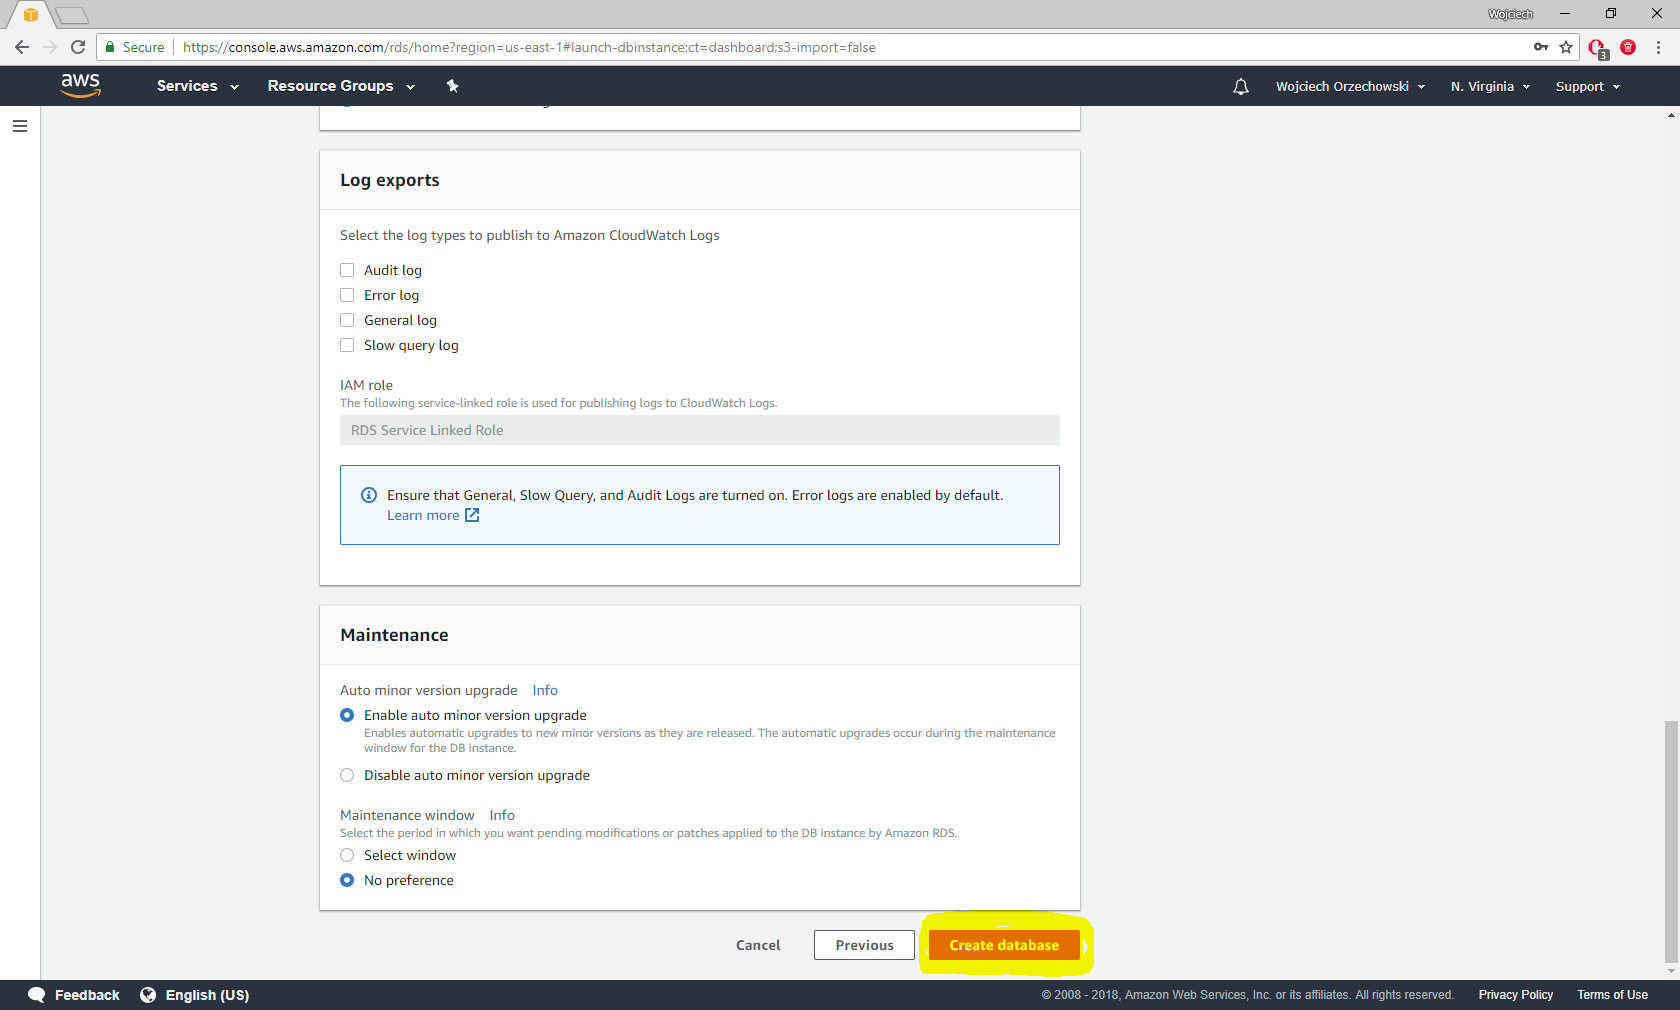 Wojciech
Secure
https://console.aws.amazon.com/rds/home?region=us-east-1#launch-dbinstance:ct=dashboard;s3-import=false
3
aws
Services
Resource Groups
Wojciech Orzechowski
N. Virginia
Support
Log exports
Select the log types to publish to Amazon CloudWatch Logs
Audit log
Error log
General log
Slow query log
IAM role
The following service-linked role is used for publishing logs to CloudWatch Logs.
RDS Service Linked Role
Ensure that General, Slow Query, and Audit Logs are turned on. Error logs are enabled by default.
Learn more
Maintenance
Auto minor version upgrade Info
Enable auto minor version upgrade
Enables automatic upgrades to new minor versions as they are released. The automatic upgrades occur during the maintenance
window for the DB instance.
Disable auto minor version upgrade
Maintenance window Info
Select the period in which you want pending modifications or patches applied to the DB instance by Amazon RDS.
Select window
No preference
Cancel
Previous
Create database
Feedback
English (US)
© 2008 - 2018, Amazon Web Services, Inc. or its affiliates. All rights reserved.
Privacy Policy
Terms of Use